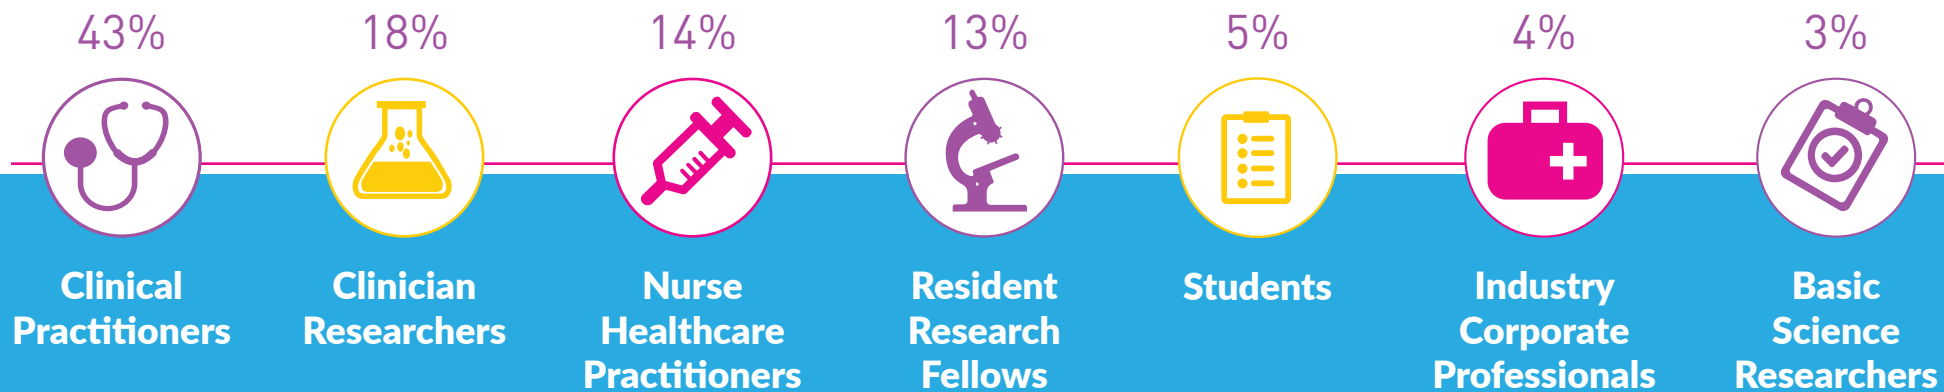 43%
18%
14%
13%
5%
4%
3%
Clinical
Practitioners
Clinician
Researchers
Nurse
Healthcare
Practitioners
Resident
Research
Fellows
Students
Industry
Corporate
Professionals
Basic
Science
Researchers